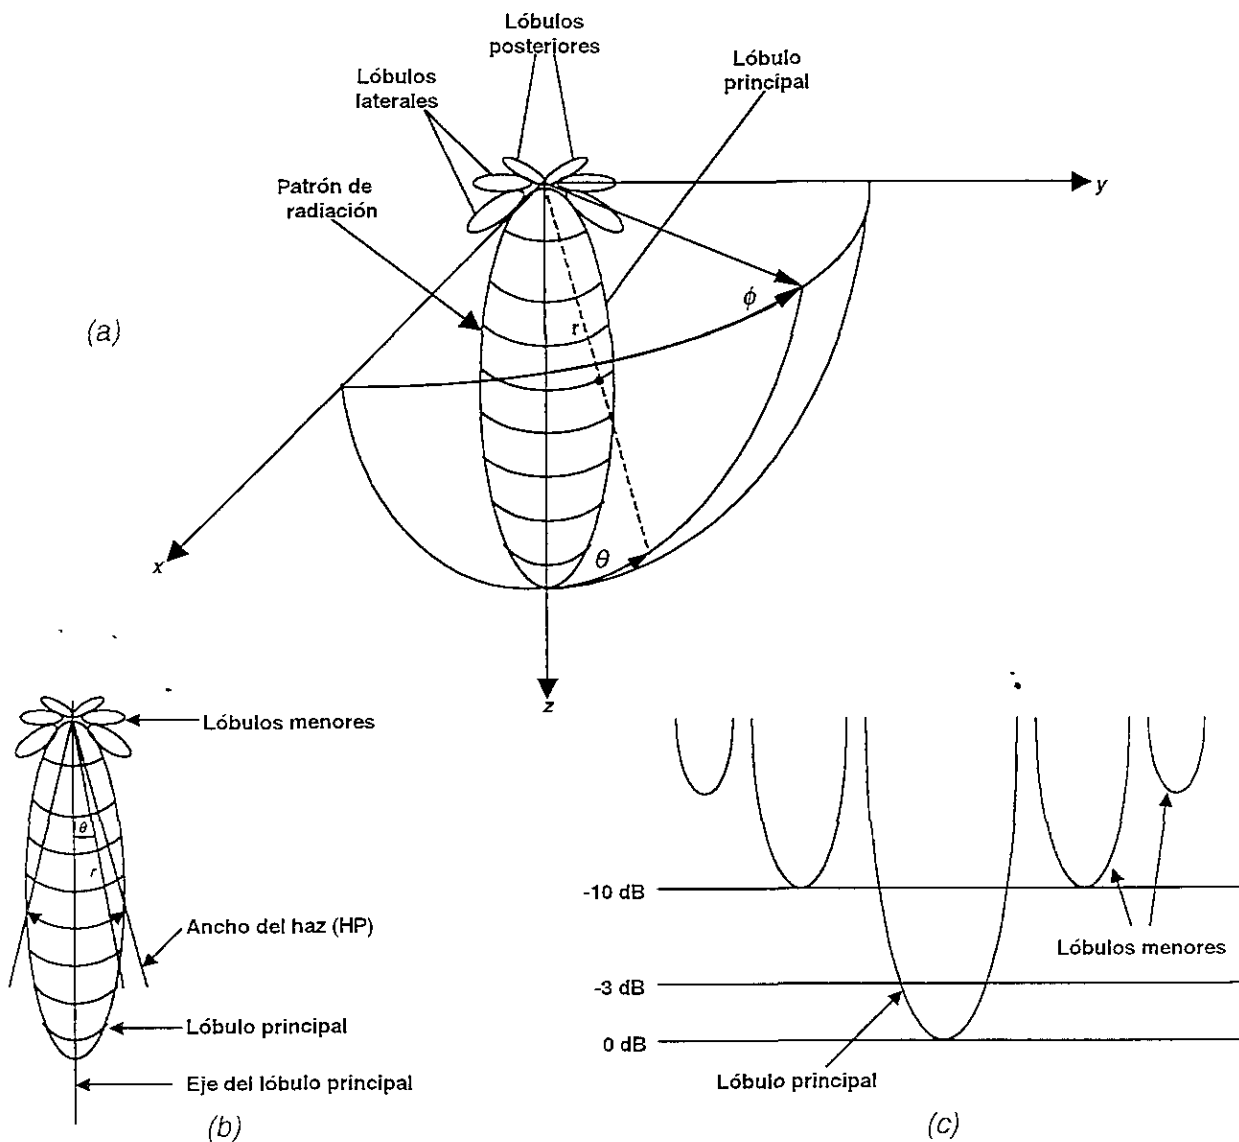 Lóbulos
posteriores
Lóbulo
principal
Lóbulos
laterales
Patrón de
radiación
y
ϕ
r
(a)
θ
x
z
Lóbulos menores
θ
r
Ancho del haz (HP)
Lóbulo principal
Eje del lóbulo principal
(b)
-10 dB
Lóbulos menores
-3 dB
0 dB
Lóbulo principal
(c)